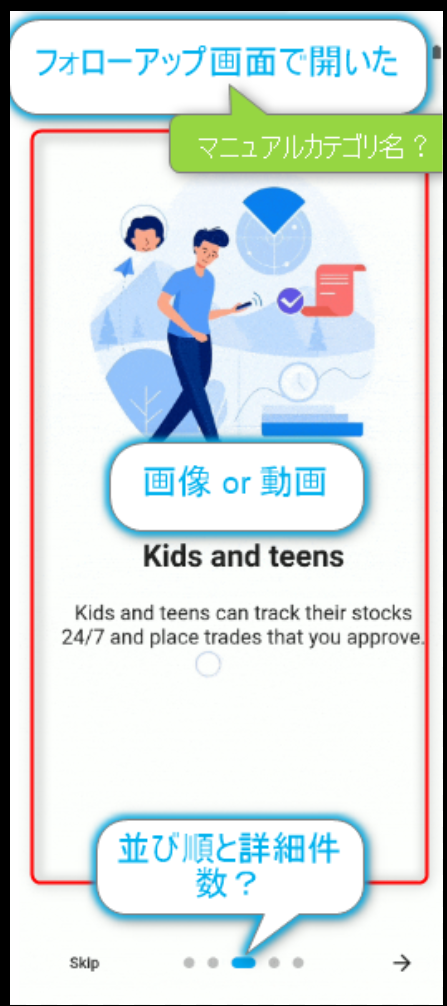 フォローアップ画面で開いた
マニュアルカテゴリ名？
画像 or 動画
Kids and teens
Kids and teens can track their stocks
24/7 and place trades that you approve.
並び順と詳細件
数？
Skip